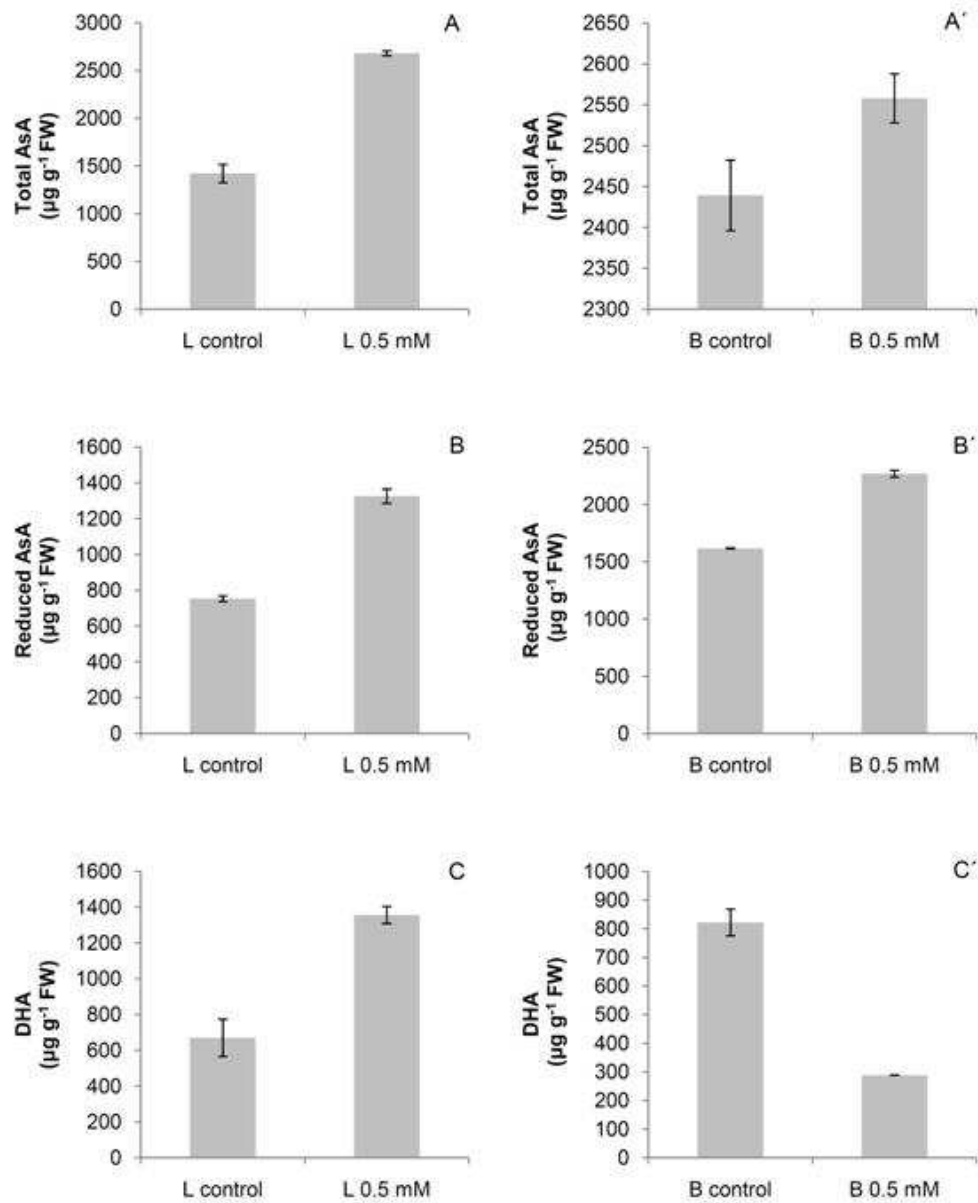 A
3000
2500
2000
1500
1000
500
0
Total AsA
(µg g⁻¹ FW)
L control
L 0.5 mM
A´
2650
2600
2550
2500
2450
2400
2350
2300
Total AsA
(µg g⁻¹ FW)
B control
B 0.5 mM
B
1600
1400
1200
1000
800
600
400
200
0
Reduced AsA
(µg g⁻¹ FW)
L control
L 0.5 mM
B´
2500
2000
1500
1000
500
0
Reduced AsA
(µg g⁻¹ FW)
B control
B 0.5 mM
C
1600
1400
1200
1000
800
600
400
200
0
DHA
(µg g⁻¹ FW)
L control
L 0.5 mM
C´
1000
900
800
700
600
500
400
300
200
100
0
DHA
(µg g⁻¹ FW)
B control
B 0.5 mM